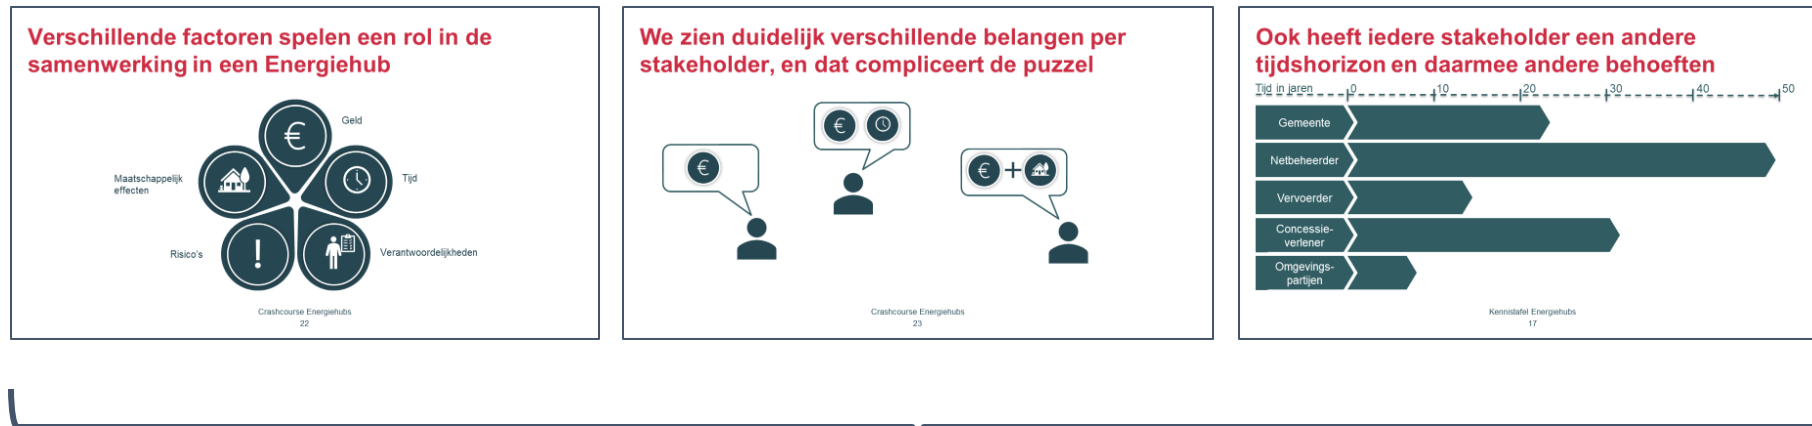 Verschillende factoren spelen een rol in de
samenwerking in een Energiehub
€
Geld
Maatschappelijk
effecten
Tijd
Risico's
!
Verantwoordelijkheden
Crashcourse Energiehubs
22
We zien duidelijk verschillende belangen per
stakeholder, en dat compliceert de puzzel
€
€
€ +
Crashcourse Energiehubs
23
Ook heeft iedere stakeholder een andere
tijdshorizon en daarmee andere behoeften
Tijd in jaren 0 10 20 30 40 50
Gemeente
Netbeheerder
Vervoerder
Concessie-
verlener
Omgevings-
partijen
Kennistafel Energiehubs
17